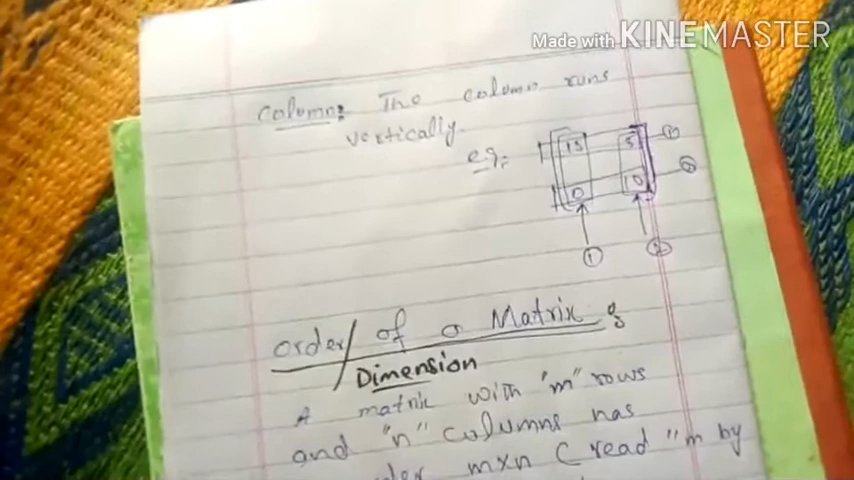 Made with KINEMASTER
Column: The column runs
vertically.
e.g:
15 5 1
0 10 2
1 2
Order/ of a Matrix :
Dimension
A matrix with "m" rows
and "n" columns has
mxn (read "m by